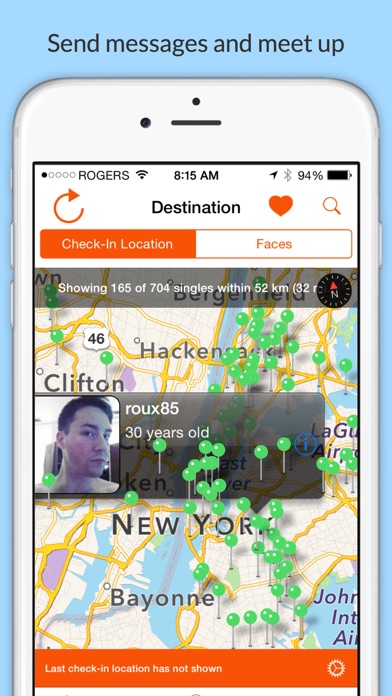 Send messages and meet up
ROGERS 8:15 AM 94%
Destination
Check-In Location Faces
Showing 165 of 704 singles within 52 km (32 m
Bergenfield
N
46
Hackensack
Clifton
roux85
30 years old
LaGu
Air
East
River
ken
NEW YORK
Bayonne
John
Int
Air
Last check-in location has not shown